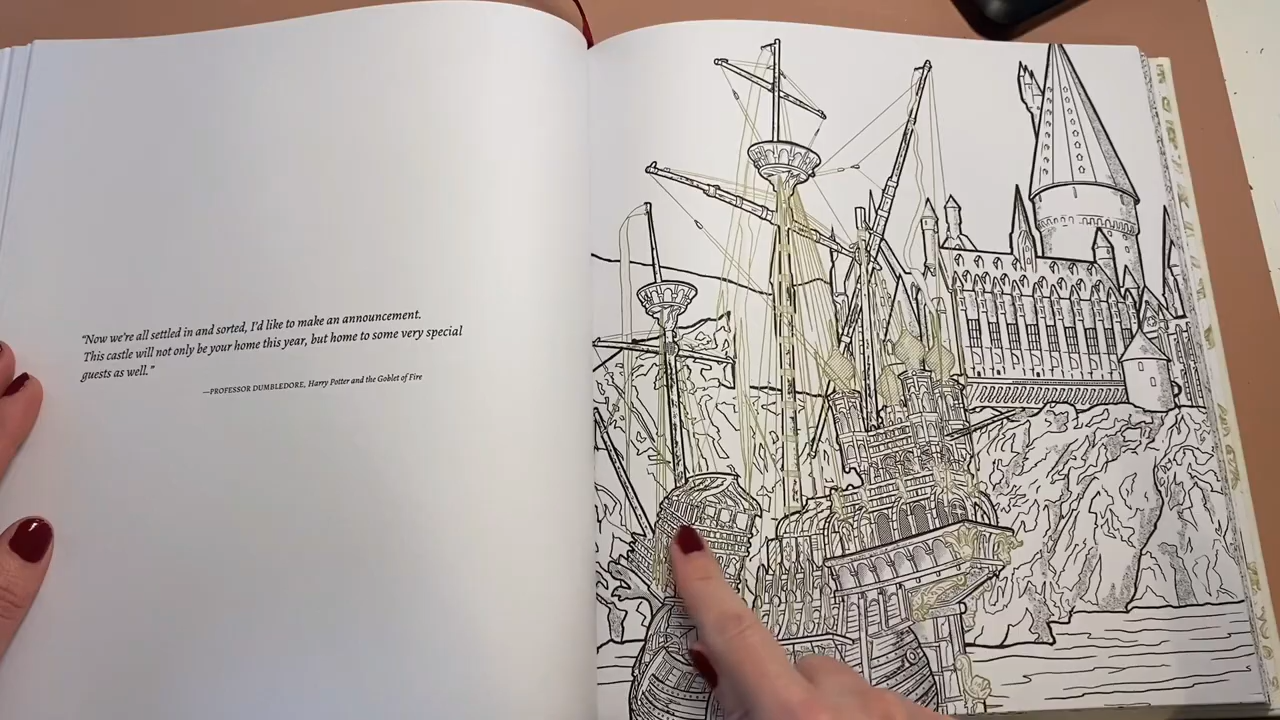 “Now we’re all settled in and sorted, I’d like to make an announcement.
This castle will not only be your home this year, but home to some very special
guests as well.”
—PROFESSOR DUMBLEDORE, Harry Potter and the Goblet of Fire